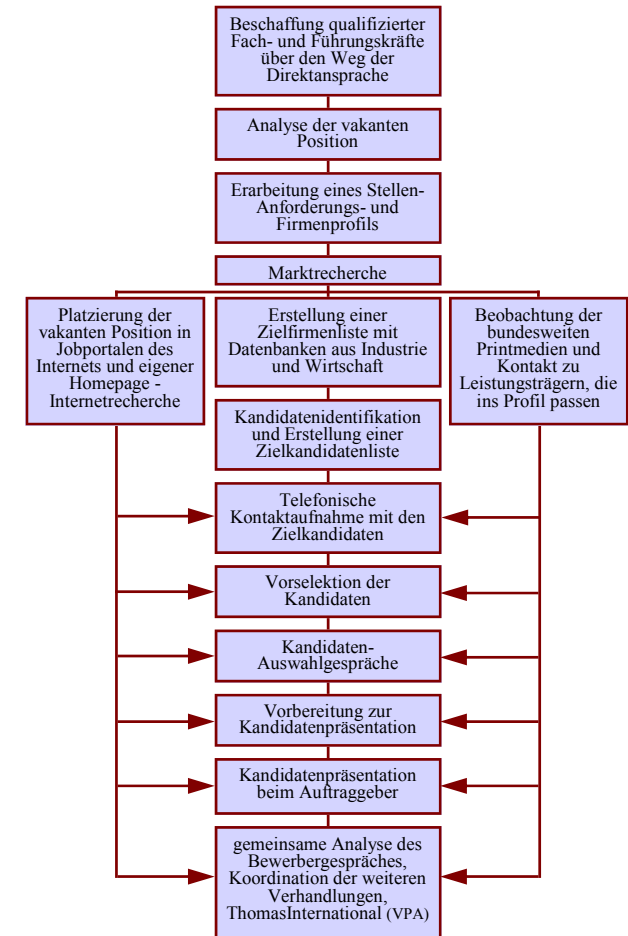 Beschaffung qualifizierter
Fach- und Führungskräfte
über den Weg der
Direktansprache
Analyse der vakanten
Position
Erarbeitung eines Stellen-
Anforderungs- und
Firmenprofils
Marktrecherche
Platzierung der
vakanten Position in
Jobportalen des
Internets und eigener
Homepage -
Internetrecherche
Erstellung einer
Zielfirmenliste mit
Datenbanken aus Industrie
und Wirtschaft
Beobachtung der
bundesweiten
Printmedien und
Kontakt zu
Leistungsträgern, die
ins Profil passen
Kandidatenidentifikation
und Erstellung einer
Zielkandidatenliste
Telefonische
Kontaktaufnahme mit den
Zielkandidaten
Vorselektion der
Kandidaten
Kandidaten-
Auswahlgespräche
Vorbereitung zur
Kandidatenpräsentation
Kandidatenpräsentation
beim Auftraggeber
gemeinsame Analyse des
Bewerbergespräches,
Koordination der weiteren
Verhandlungen,
ThomasInternational (VPA)